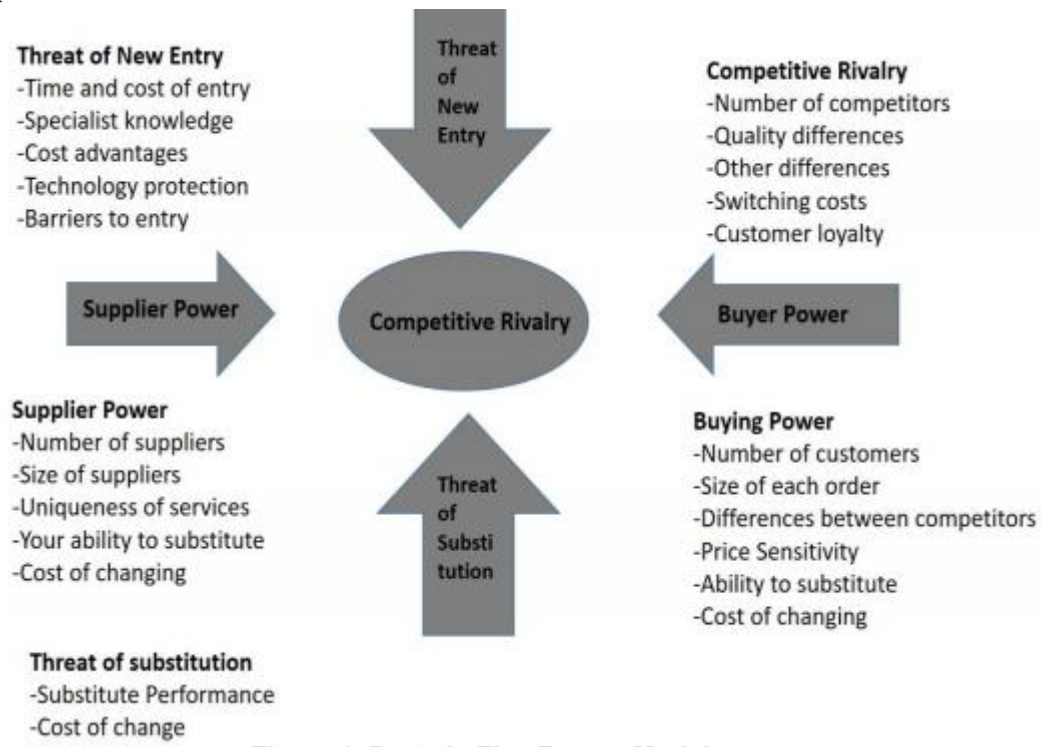 Threat of New Entry
-Time and cost of entry
-Specialist knowledge
-Cost advantages
-Technology protection
-Barriers to entry
Threat
of
New
Entry
Competitive Rivalry
-Number of competitors
-Quality differences
-Other differences
-Switching costs
-Customer loyalty
Supplier Power
Competitive Rivalry
Buyer Power
Supplier Power
-Number of suppliers
-Size of suppliers
-Uniqueness of services
-Your ability to substitute
-Cost of changing
Threat
of
Substi
tution
Buying Power
-Number of customers
-Size of each order
-Differences between competitors
-Price Sensitivity
-Ability to substitute
-Cost of changing
Threat of substitution
-Substitute Performance
-Cost of change